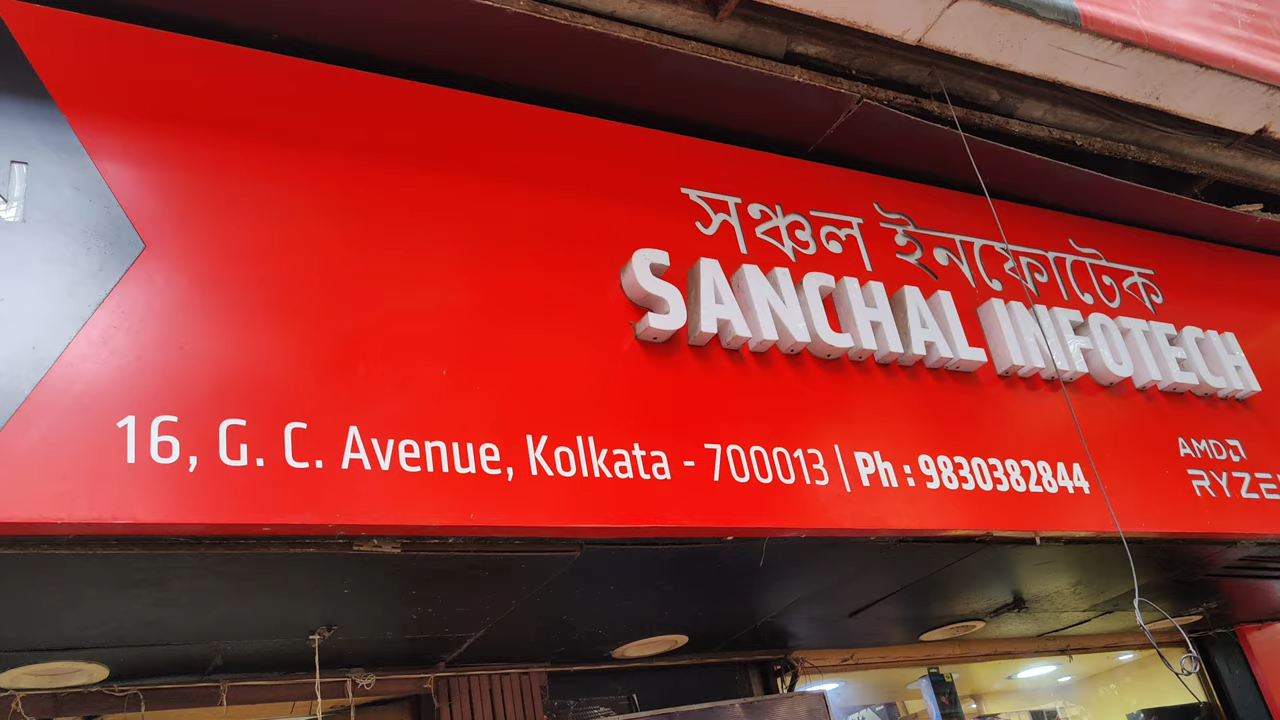 সঞ্চল ইনফোটেক
SANCHAL INFOTECH
16, G. C. Avenue, Kolkata - 700013 | Ph : 9830382844
AMD